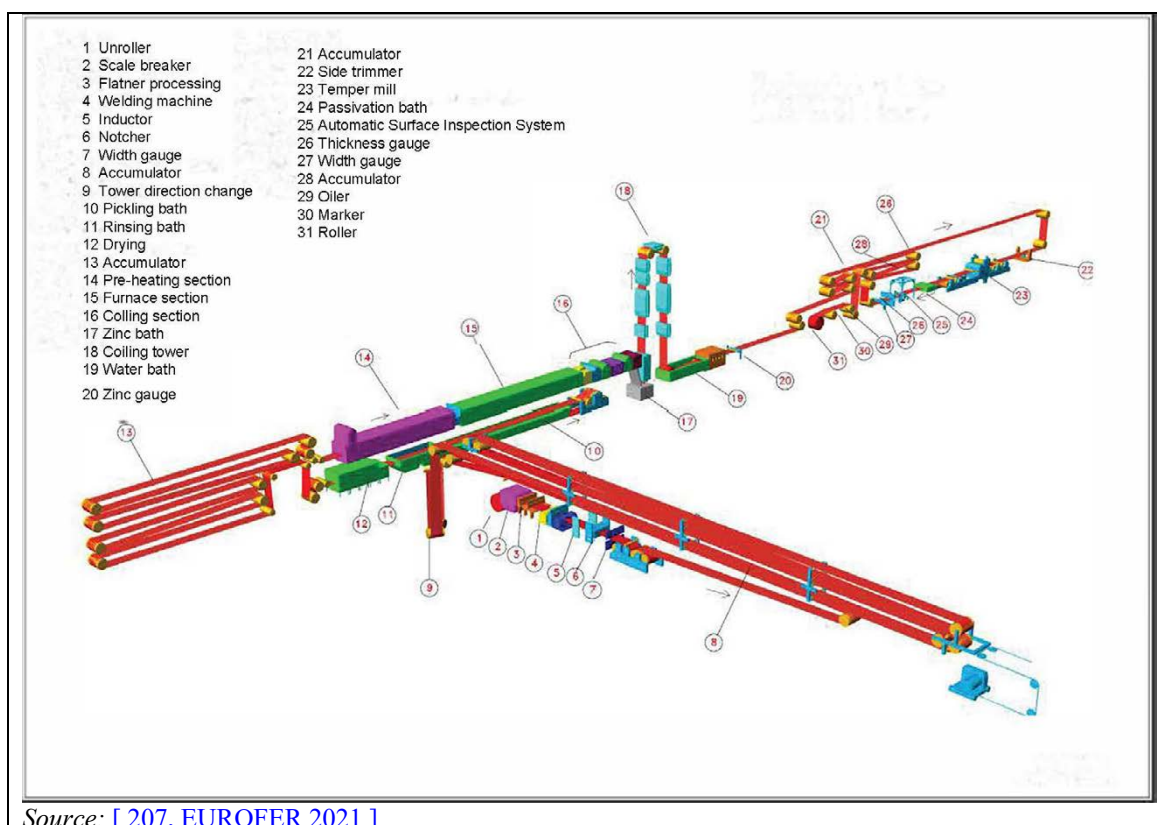 1 Unroller
2 Scale breaker
3 Flatner processing
4 Welding machine
5 Inductor
6 Notcher
7 Width gauge
8 Accumulator
9 Tower direction change
10 Pickling bath
11 Rinsing bath
12 Drying
13 Accumulator
14 Pre-heating section
15 Furnace section
16 Colling section
17 Zinc bath
18 Coiling tower
19 Water bath
20 Zinc gauge
21 Accumulator
22 Side trimmer
23 Temper mill
24 Passivation bath
25 Automatic Surface Inspection System
26 Thickness gauge
27 Width gauge
28 Accumulator
29 Oiler
30 Marker
31 Roller
18
26
21
28
22
16
23
15
24
25
26
27
29
30
31
14
20
19
17
13
10
12
11
1
2
3
4
5
6
7
9
8
Source: [ 207, EUROFER 2021 ]